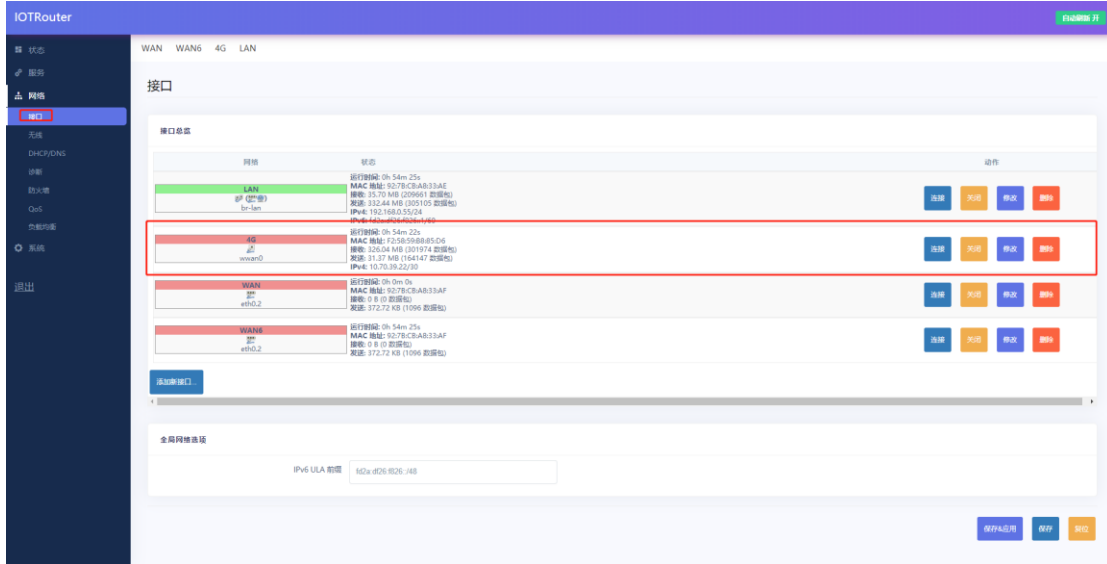 IOTRouter
自动刷新 开
状态
服务
网络
接口
无线
DHCP/DNS
诊断
防火墙
QoS
负载均衡
系统
退出
WAN WAN6 4G LAN
接口
接口总览
网络 状态 动作
LAN
br-lan
运行时间: 0h 54m 25s
MAC 地址: 92:7B:CB:AB:33:AE
接收: 35.70 MB (209661 数据包)
发送: 332.44 MB (305105 数据包)
IPv4: 192.168.0.55/24
连接 关闭 修改 删除
4G
wwan0
运行时间: 0h 54m 22s
MAC 地址: F2:58:59:BB:85:D6
接收: 326.04 MB (301974 数据包)
发送: 31.37 MB (164147 数据包)
IPv4: 10.70.39.22/30
连接 关闭 修改 删除
WAN
eth0.2
运行时间: 0h 0m 0s
MAC 地址: 92:7B:CB:AB:33:AF
接收: 0 B (0 数据包)
发送: 372.72 KB (1096 数据包)
连接 关闭 修改 删除
WAN6
eth0.2
运行时间: 0h 54m 25s
MAC 地址: 92:7B:CB:AB:33:AF
接收: 0 B (0 数据包)
发送: 372.72 KB (1096 数据包)
连接 关闭 修改 删除
添加新接口...
全局网络选项
IPv6 ULA 前缀 fd2a:df26:f826::/48
保存&应用 保存 复位